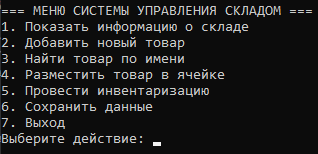 === МЕНЮ СИСТЕМЫ УПРАВЛЕНИЯ СКЛАДОМ ===
1. Показать информацию о складе
2. Добавить новый товар
3. Найти товар по имени
4. Разместить товар в ячейке
5. Провести инвентаризацию
6. Сохранить данные
7. Выход
Выберите действие: